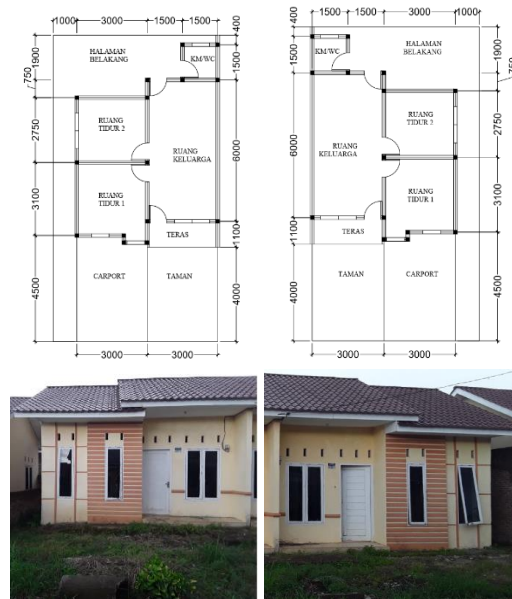 1000 3000 1500 1500
400
1900
1500
750
2750
6000
3100
1100
4500
4000
HALAMAN
BELAKANG
KM/WC
RUANG
TIDUR 2
RUANG
KELUARGA
RUANG
TIDUR 1
TERAS
CARPORT
TAMAN
3000 3000
1500 1500 3000 1000
400
1500
1900
750
2750
6000
3100
1100
4000
4500
KM/WC
HALAMAN
BELAKANG
RUANG
TIDUR 2
RUANG
KELUARGA
RUANG
TIDUR 1
TERAS
TAMAN
CARPORT
3000 3000